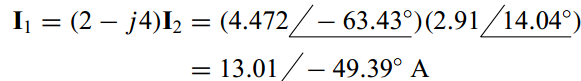 I₁ = (2 − j4)I₂ = (4.472∠− 63.43°)(2.91∠14.04°)
= 13.01∠− 49.39° A